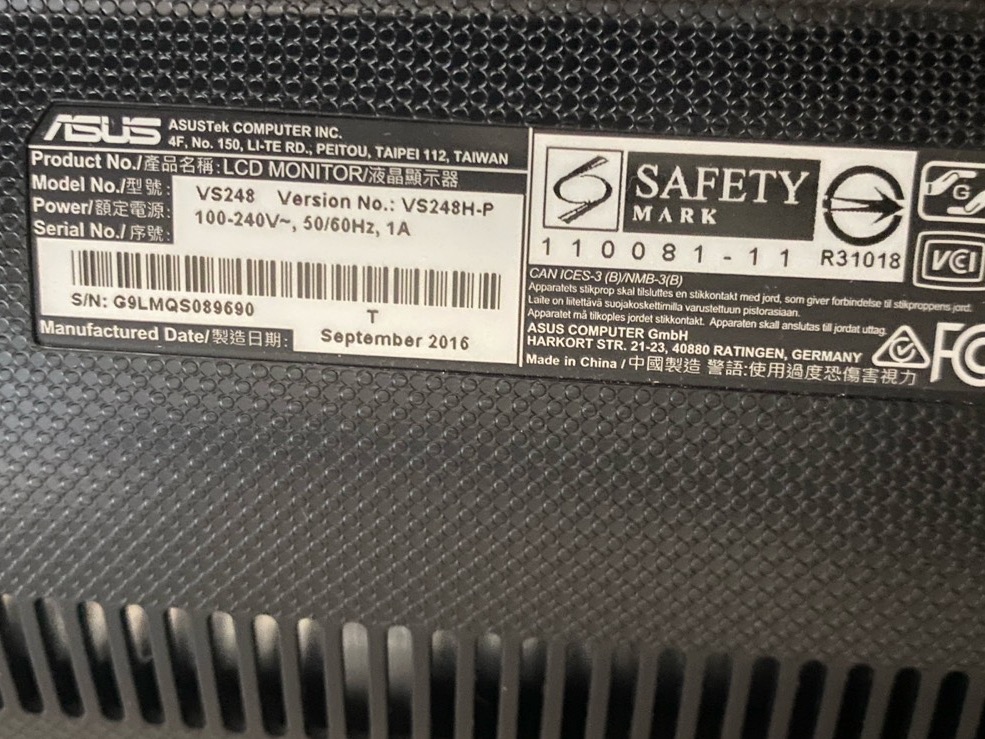 ASUS ASUSTek COMPUTER INC.
4F, No. 150, LI-TE RD., PEITOU, TAIPEI 112, TAIWAN
Product No./產品名稱:LCD MONITOR/液晶顯示器
Model No./型號: VS248 Version No.: VS248H-P
Power/額定電源: 100-240V~, 50/60Hz, 1A
Serial No./序號:
S/N: G9LMQS089690
T
Manufactured Date/製造日期: September 2016
SAFETY
MARK
110081-11
R31018
G
VCI
CAN ICES-3 (B)/NMB-3(B)
Apparatets stikprop skal tilsluttes en stikkontakt med jord, som giver forbindelse til stikproppens jord.
Laite on liitettävä suojakoskettimilla varustettuun pistorasiaan.
Apparatet må tilkoples jordet stikkontakt. Apparaten skall anslutas till jordat uttag.
ASUS COMPUTER GmbH
HARKORT STR. 21-23, 40880 RATINGEN, GERMANY
Made in China / 中國製造 警語:使用過度恐傷害視力
FC